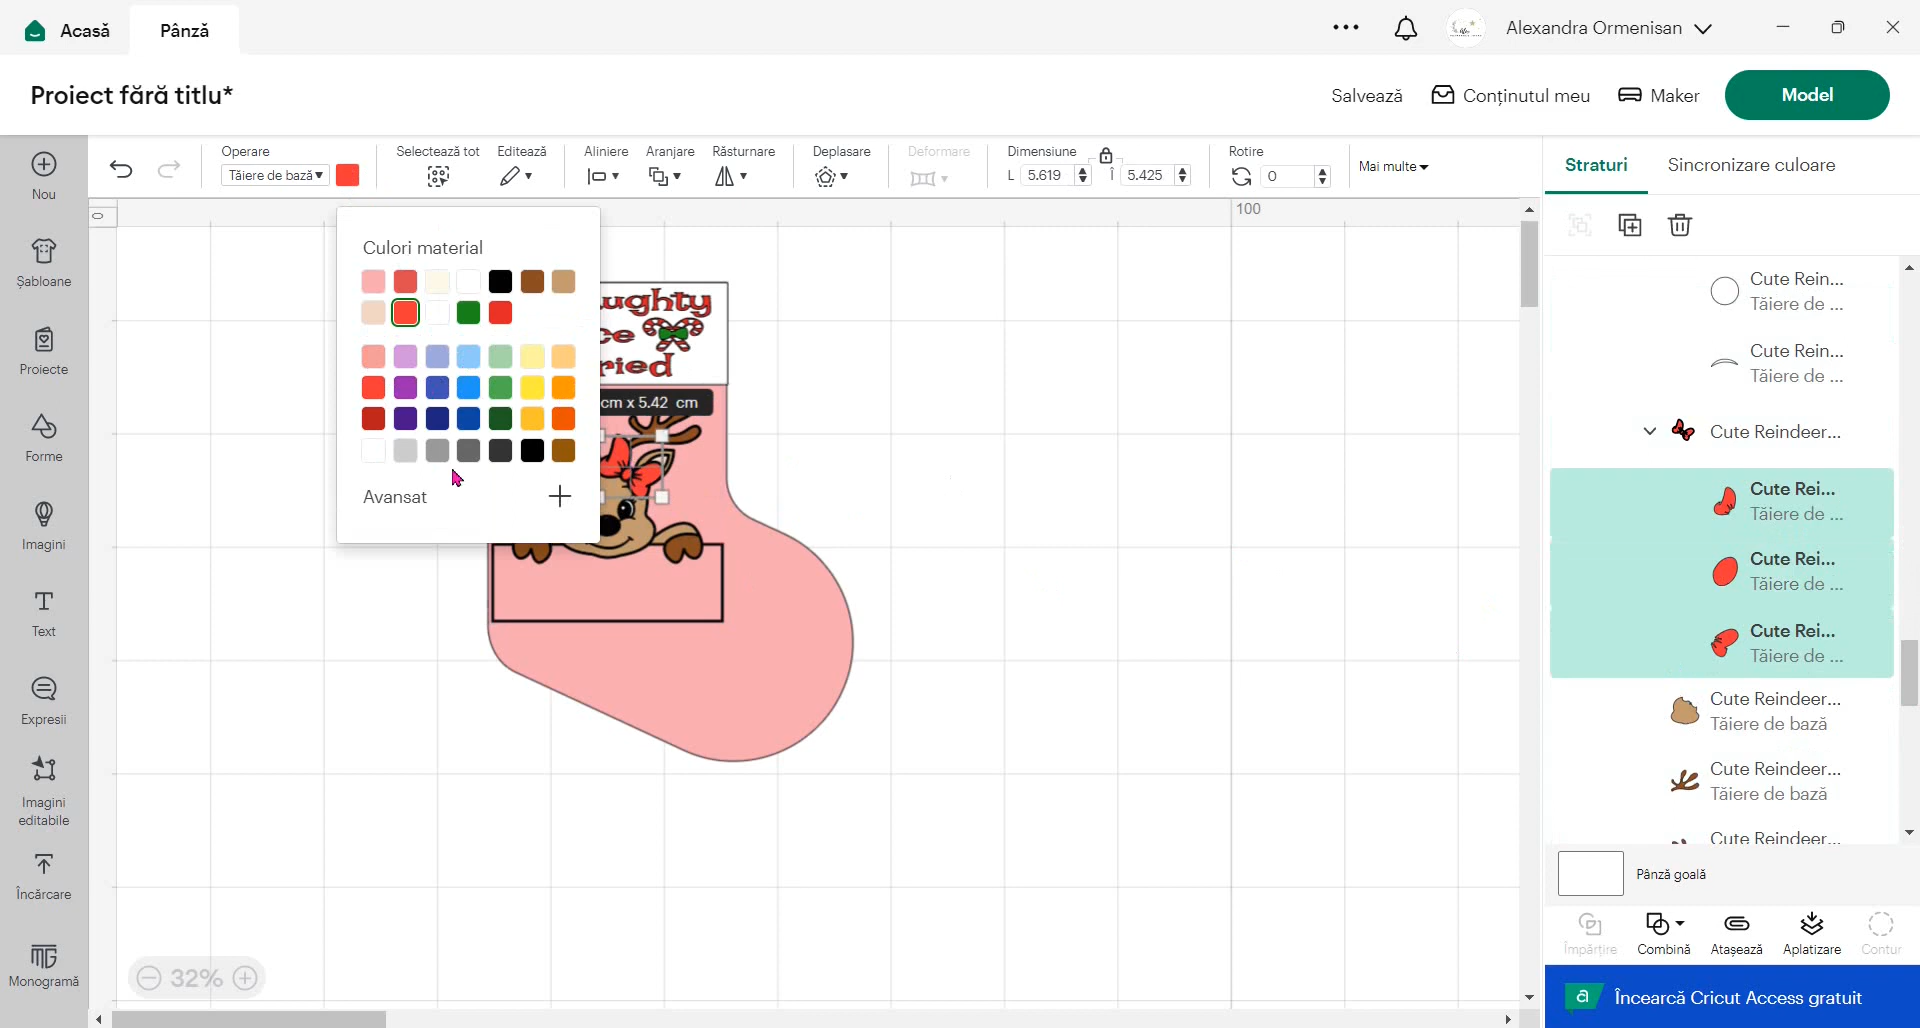 Acasă
Pânză
Alexandra Ormenisan
Proiect fără titlu*
Salvează
Conținutul meu
Maker
Model
Operare
Tăiere de bază
Selectează tot
Editează
Aliniere
Aranjare
Răsturnare
Deplasare
Deformare
Dimensiune
L 5.619
Î 5.425
Rotire
0
Mai multe
Straturi
Sincronizare culoare
Nou
Șabloane
Proiecte
Forme
Imagini
Text
Expresii
Imagini
editabile
Încărcare
Monogramă
0
100
Culori material
Avansat
ughty
ce
ried
cm x 5.42 cm
32%
Cute Rein...
Tăiere de ...
Cute Rein...
Tăiere de ...
Cute Reindeer...
Cute Rei...
Tăiere de ...
Cute Rei...
Tăiere de ...
Cute Rei...
Tăiere de ...
Cute Reindeer...
Tăiere de bază
Cute Reindeer...
Tăiere de bază
Cute Reindeer...
Pânză goală
Împărțire
Combină
Atașează
Aplatizare
Contur
a
Încearcă Cricut Access gratuit